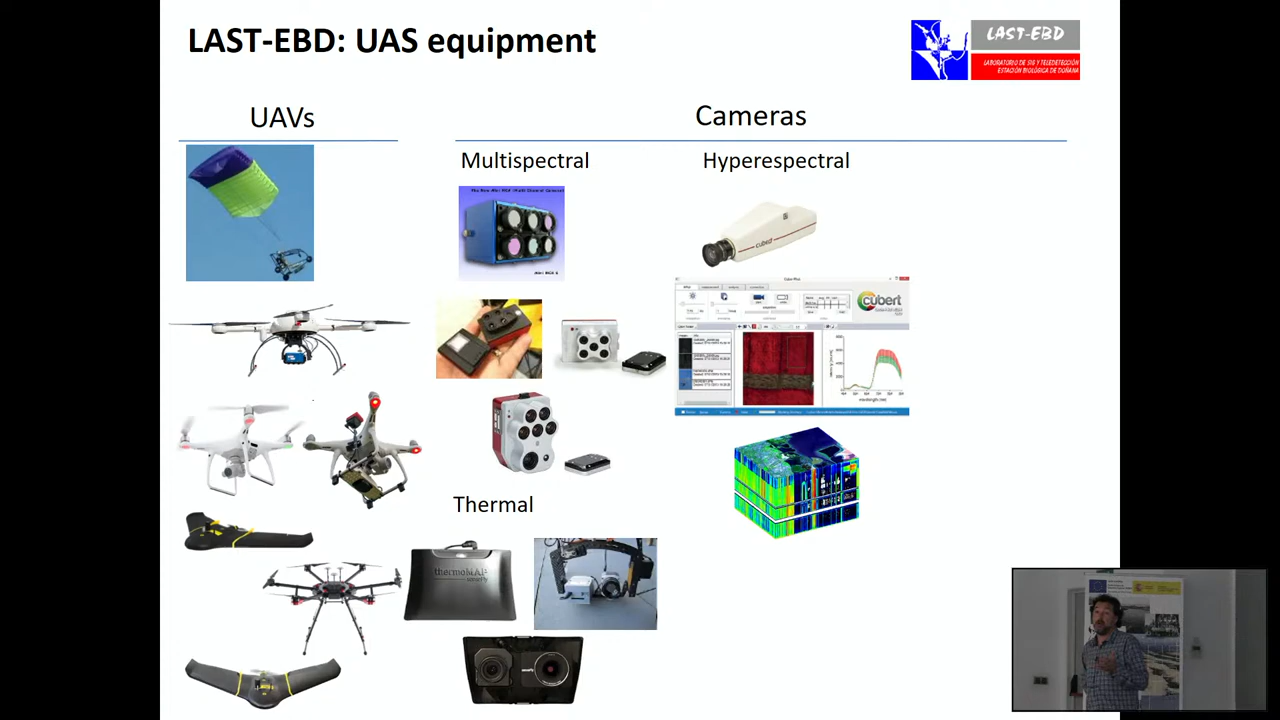 LAST-EBD: UAS equipment
LAST-EBD
LABORATORIO DE SIG Y TELEDETECCIÓN
ESTACIÓN BIOLÓGICA DE DOÑANA
UAVs
Cameras
Multispectral
Hyperespectral
cubert
cubert
Thermal
thermoMAP
senseFly